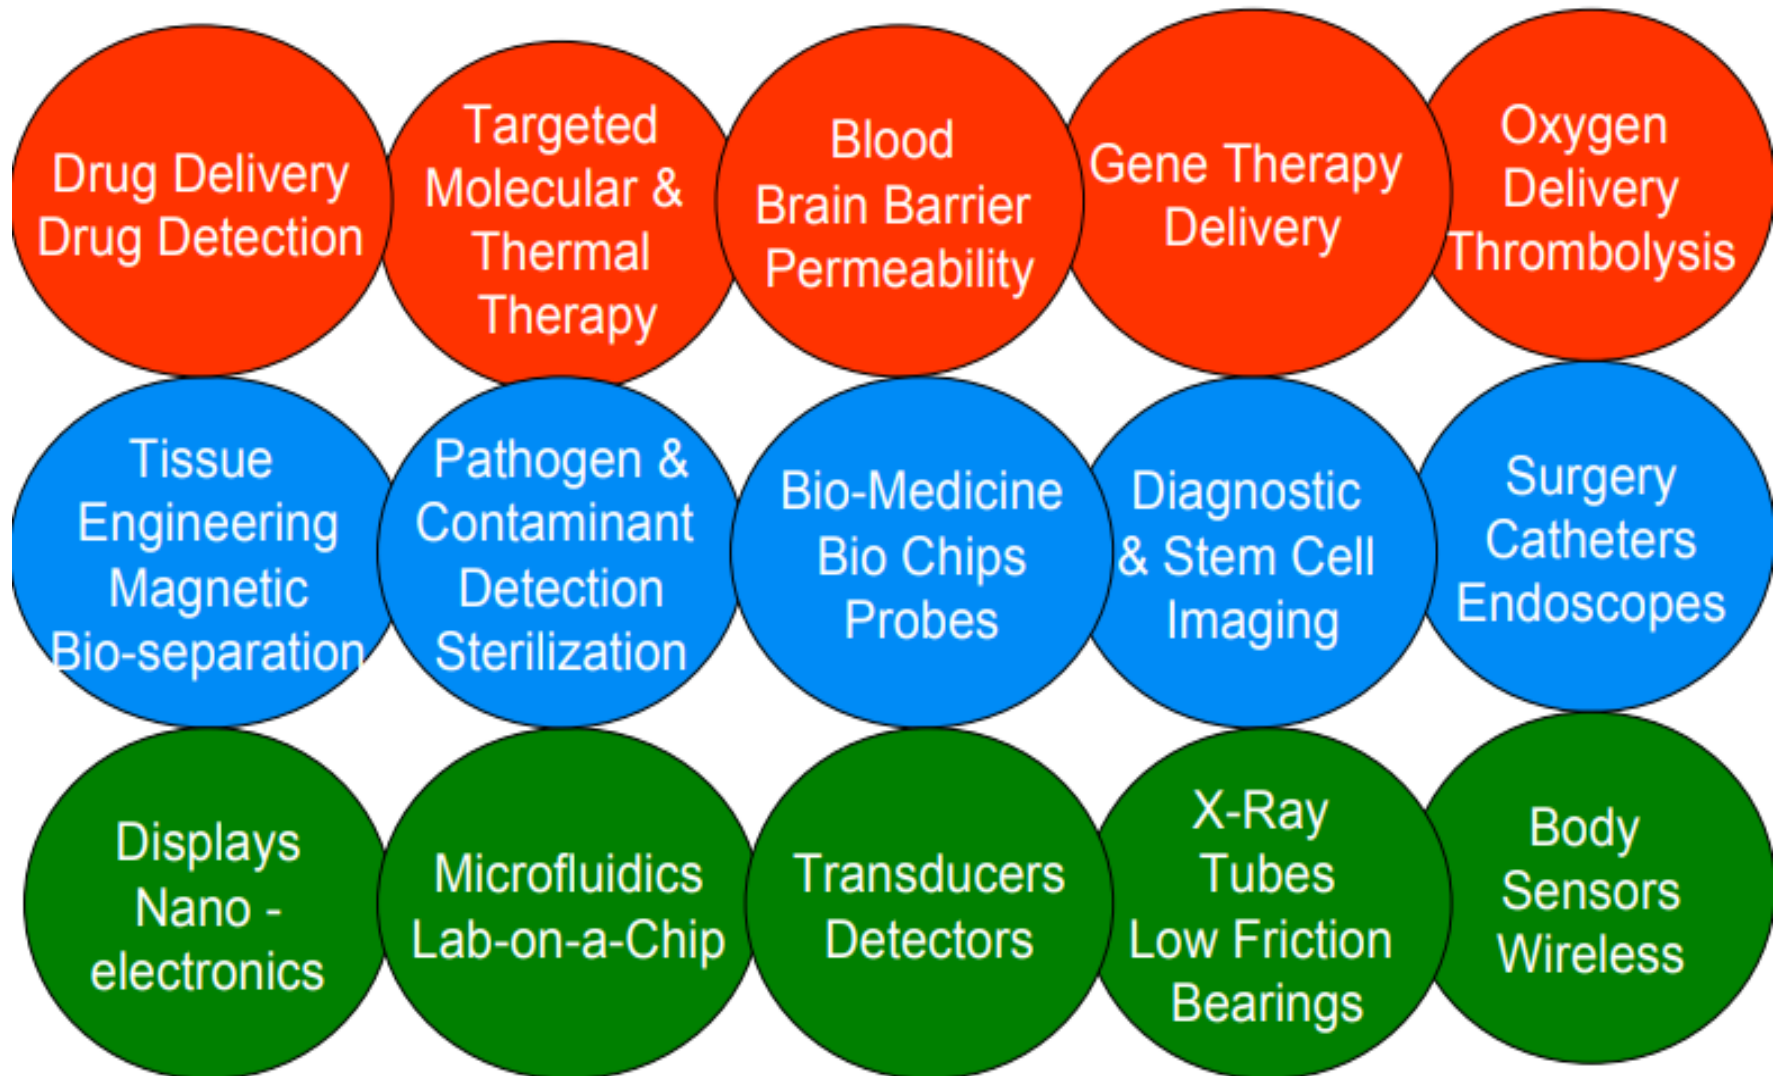 Drug Delivery
Drug Detection
Targeted
Molecular &
Thermal
Therapy
Blood
Brain Barrier
Permeability
Gene Therapy
Delivery
Oxygen
Delivery
Thrombolysis
Tissue
Engineering
Magnetic
Bio-separation
Pathogen &
Contaminant
Detection
Sterilization
Bio-Medicine
Bio Chips
Probes
Diagnostic
& Stem Cell
Imaging
Surgery
Catheters
Endoscopes
Displays
Nano -
electronics
Microfluidics
Lab-on-a-Chip
Transducers
Detectors
X-Ray
Tubes
Low Friction
Bearings
Body
Sensors
Wireless